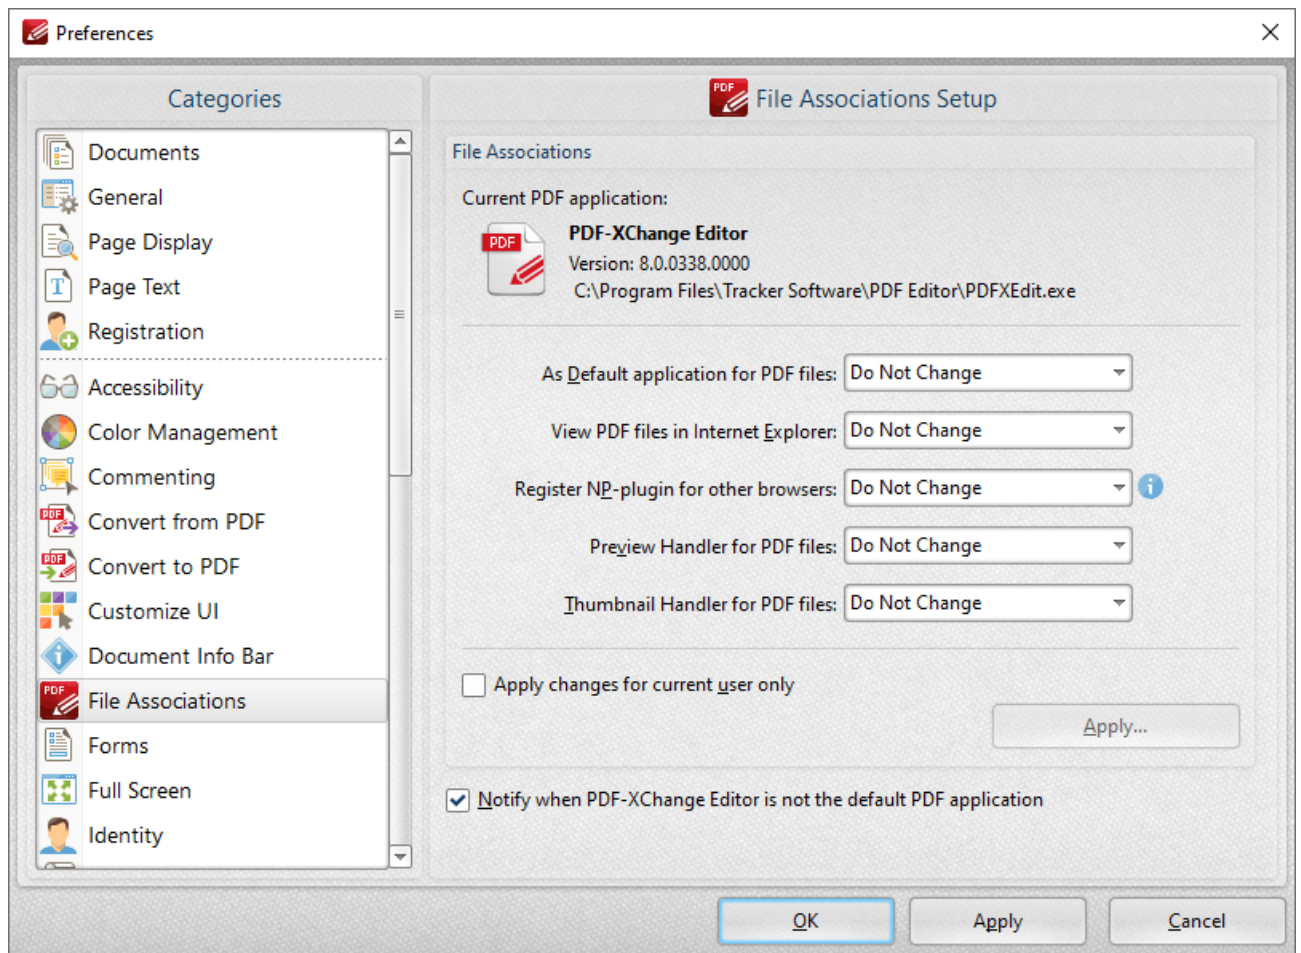 Preferences
Categories
Documents
General
Page Display
Page Text
Registration
Accessibility
Color Management
Commenting
Convert from PDF
Convert to PDF
Customize UI
Document Info Bar
File Associations
Forms
Full Screen
Identity
File Associations Setup
File Associations
Current PDF application:
PDF-XChange Editor
Version: 8.0.0338.0000
C:\Program Files\Tracker Software\PDF Editor\PDFXEdit.exe
As Default application for PDF files: Do Not Change
View PDF files in Internet Explorer: Do Not Change
Register NP-plugin for other browsers: Do Not Change
Preview Handler for PDF files: Do Not Change
Thumbnail Handler for PDF files: Do Not Change
Apply changes for current user only
Apply...
Notify when PDF-XChange Editor is not the default PDF application
OK Apply Cancel